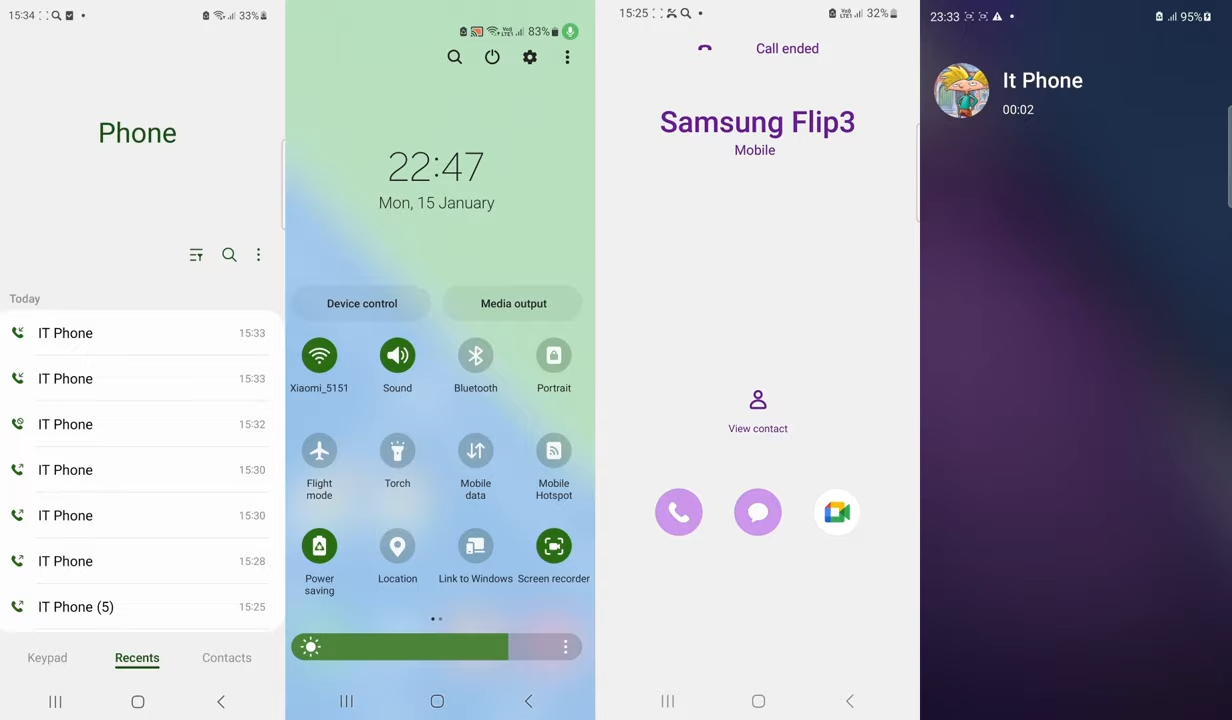 15:34
33%
Phone
Today
IT Phone 15:33
IT Phone 15:33
IT Phone 15:32
IT Phone 15:30
IT Phone 15:30
IT Phone 15:28
IT Phone (5) 15:25
Keypad Recents Contacts
83%
22:47
Mon, 15 January
Device control Media output
Xiaomi_5151 Sound Bluetooth Portrait
Flight mode
Torch
Mobile data
Mobile Hotspot
Power saving
Location
Link to Windows
Screen recorder
15:25
LTE1
32%
Call ended
Samsung Flip3
Mobile
View contact
23:33
95%
It Phone
00:02